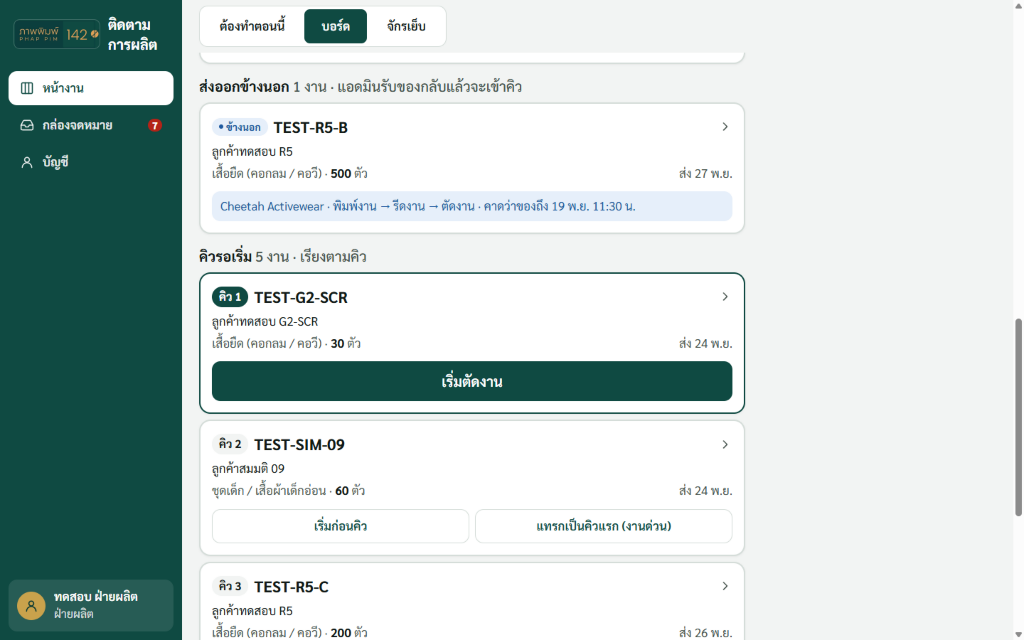 ภาพพิมพ์
PHAP PIM
142
ติดตาม
การผลิต
หน้างาน
กล่องจดหมาย 7
บัญชี
ทดสอบ ฝ่ายผลิต
ฝ่ายผลิต
ต้องทำตอนนี้ บอร์ด จักรเย็บ
ส่งออกข้างนอก 1 งาน · แอดมินรับของกลับแล้วจะเข้าคิว
• ข้างนอก TEST-R5-B
ลูกค้าทดสอบ R5
เสื้อยืด (คอกลม / คอวี) · 500 ตัว ส่ง 27 พ.ย.
Cheetah Activewear · พิมพ์งาน → รีดงาน → ตัดงาน · คาดว่าของถึง 19 พ.ย. 11:30 น.
คิวรอเริ่ม 5 งาน · เรียงตามคิว
คิว 1 TEST-G2-SCR
ลูกค้าทดสอบ G2-SCR
เสื้อยืด (คอกลม / คอวี) · 30 ตัว ส่ง 24 พ.ย.
เริ่มตัดงาน
คิว 2 TEST-SIM-09
ลูกค้าสมมติ 09
ชุดเด็ก / เสื้อผ้าเด็กอ่อน · 60 ตัว ส่ง 24 พ.ย.
เริ่มก่อนคิว แทรกเป็นคิวแรก (งานด่วน)
คิว 3 TEST-R5-C
ลูกค้าทดสอบ R5
เสื้อยืด (คอกลม / คอวี) · 200 ตัว ส่ง 26 พ.ย.